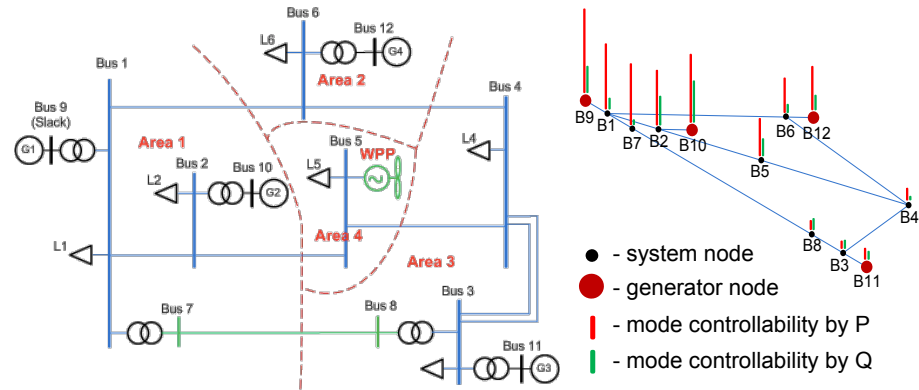 Bus 6
L6
Bus 12
G4
Area 2
Bus 1
Bus 4
Bus 9
(Slack)
G1
Area 1
Bus 2
Bus 10
L2
G2
Bus 5
WPP
L5
L4
L1
Area 4
Area 3
Bus 7
Bus 8
Bus 3
Bus 11
G3
B9
B1
B7
B2
B10
B6
B12
B5
B4
B8
B3
B11
- system node
- generator node
- mode controllability by P
- mode controllability by Q